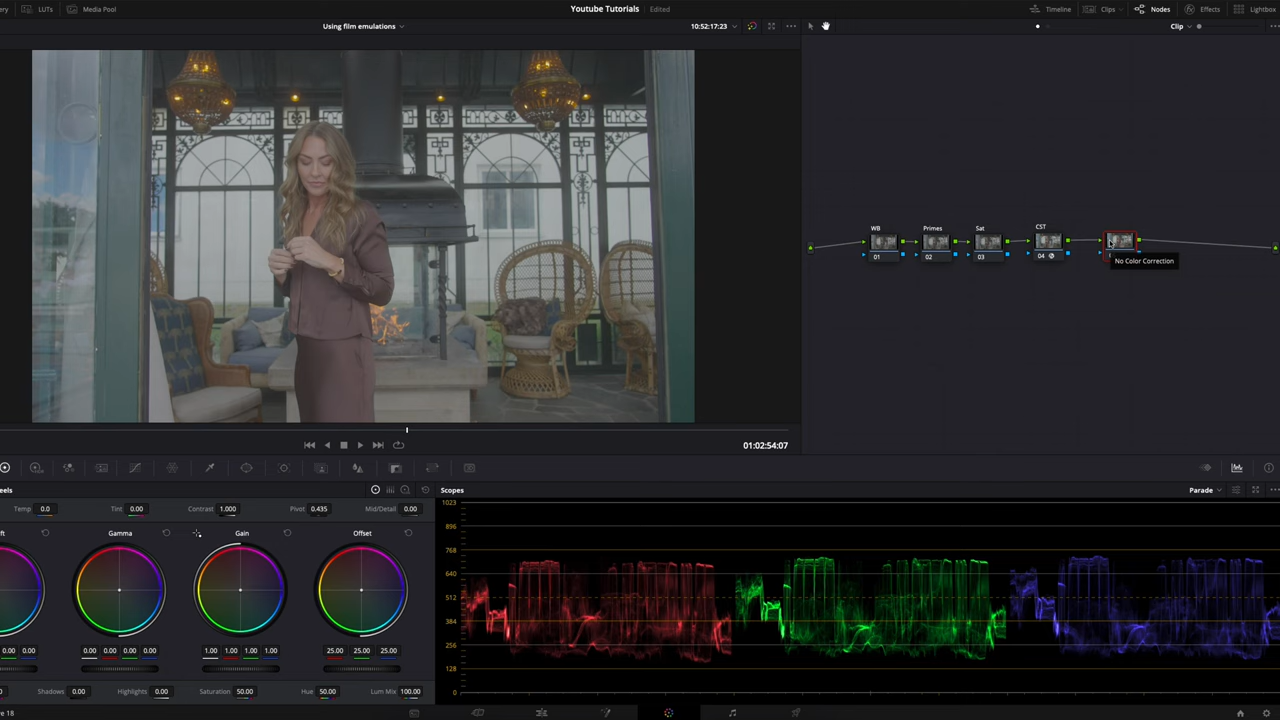 ery LUTs Media Pool Youtube Tutorials Edited Timeline Clips Nodes Effects Lightbox
Using film emulations 10:52:17:23 Clip
WB Primes Sat CST
01 02 03 04
No Color Correction
01:02:54:07
eels Scopes Parade
Temp 0.0 Tint 0.00 Contrast 1.000 Pivot 0.435 Mid/Detail 0.00
ft Gamma Gain Offset
1023
896
768
640
512
384
256
128
0
0.00 0.00 0.00 0.00 0.00 0.00 1.00 1.00 1.00 1.00 25.00 25.00 25.00
Shadows 0.00 Highlights 0.00 Saturation 50.00 Hue 50.00 Lum Mix 100.00
ve 18